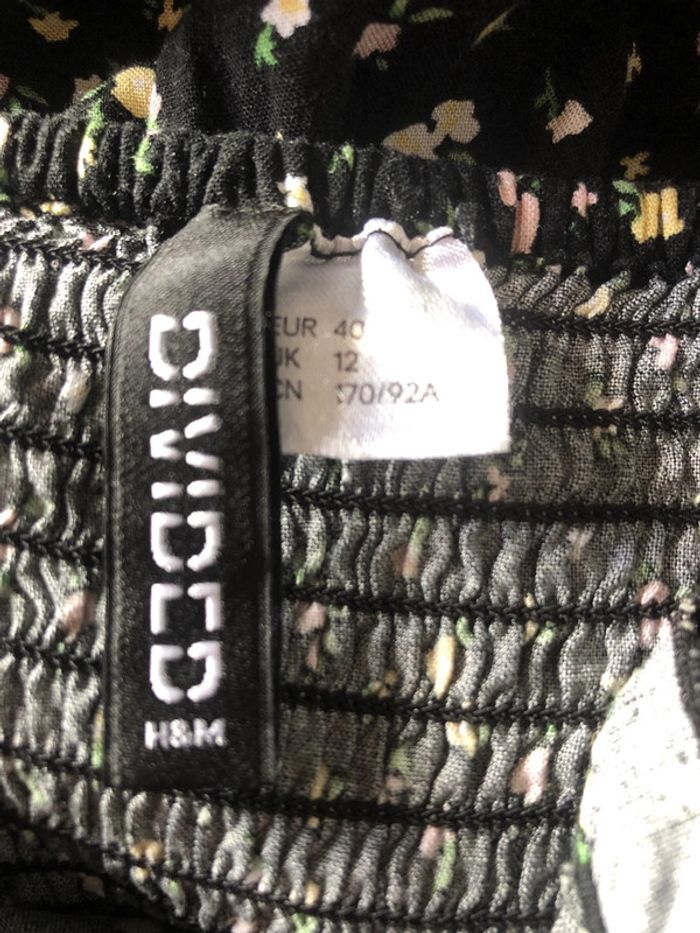 DIVIDED
H&M
EUR 40
UK 12
CN 170/92A